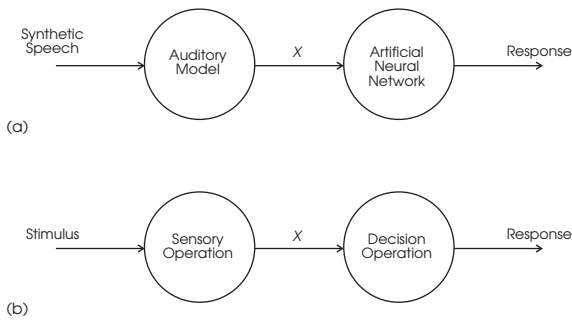 Synthetic
Speech
Auditory
Model
X
Artificial
Neural
Network
Response
(a)
Stimulus
Sensory
Operation
X
Decision
Operation
Response
(b)